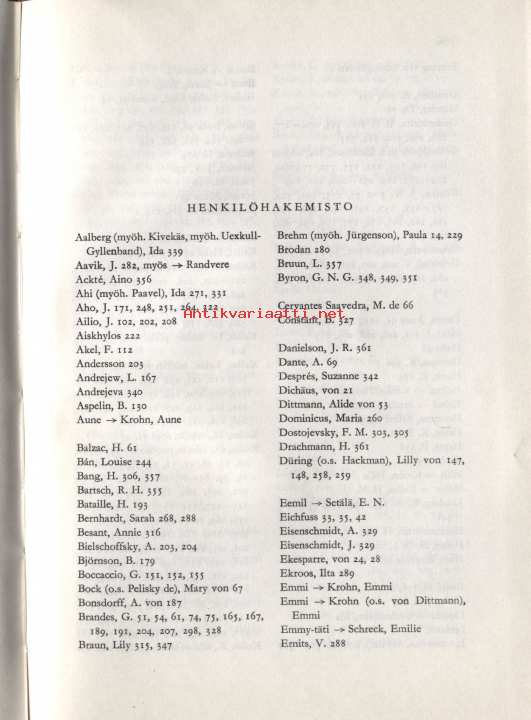 HENKILÖHAKEMISTO
Aalberg (myöh. Kivekäs, myöh. Uexkull-
Gyllenband), Ida 339
Aavik, J. 282, myös → Randvere
Ackté, Aino 356
Ahi (myöh. Paavel), Ida 271, 331
Aho, J. 171, 248, 251, 264, 322
Ailio, J. 102, 202, 208
Aiskhylos 222
Akel, F. 112
Andersson 203
Andrejew, L. 167
Andrejeva 340
Aspelin, B. 130
Aune → Krohn, Aune
Balzac, H. 61
Bán, Louise 244
Bang, H. 306, 357
Bartsch, R. H. 355
Bataille, H. 193
Bernhardt, Sarah 268, 288
Besant, Annie 316
Bielschoffsky, A. 203, 204
Björnson, B. 179
Boccaccio, G. 151, 152, 155
Bock (o.s. Pelisky de), Mary von 67
Bonsdorff, A. von 187
Brandes, G. 51, 54, 61, 74, 75, 165, 167,
189, 191, 204, 207, 298, 328
Braun, Lily 315, 347
Brehm (myöh. Jürgenson), Paula 14, 229
Brodan 280
Bruun, L. 357
Byron, G. N. G. 348, 349, 351
Cervantes Saavedra, M. de 66
Constant, B. 327
Danielson, J. R. 361
Dante, A. 69
Després, Suzanne 342
Dichäus, von 21
Dittmann, Alide von 53
Dominicus, Maria 260
Dostojevsky, F. M. 303, 305
Drachmann, H. 361
Düring (o.s. Hackman), Lilly von 147,
148, 258, 259
Eemil → Setälä, E. N.
Eichfuss 33, 35, 42
Eisenschmidt, A. 329
Eisenschmidt, J. 329
Ekesparre, von 24, 28
Ekroos, Ilta 289
Emmi → Krohn, Emmi
Emmi → Krohn (o.s. von Dittmann),
Emmi
Emmy-täti → Schreck, Emilie
Ernits, V. 288
Antikvariaatti.net